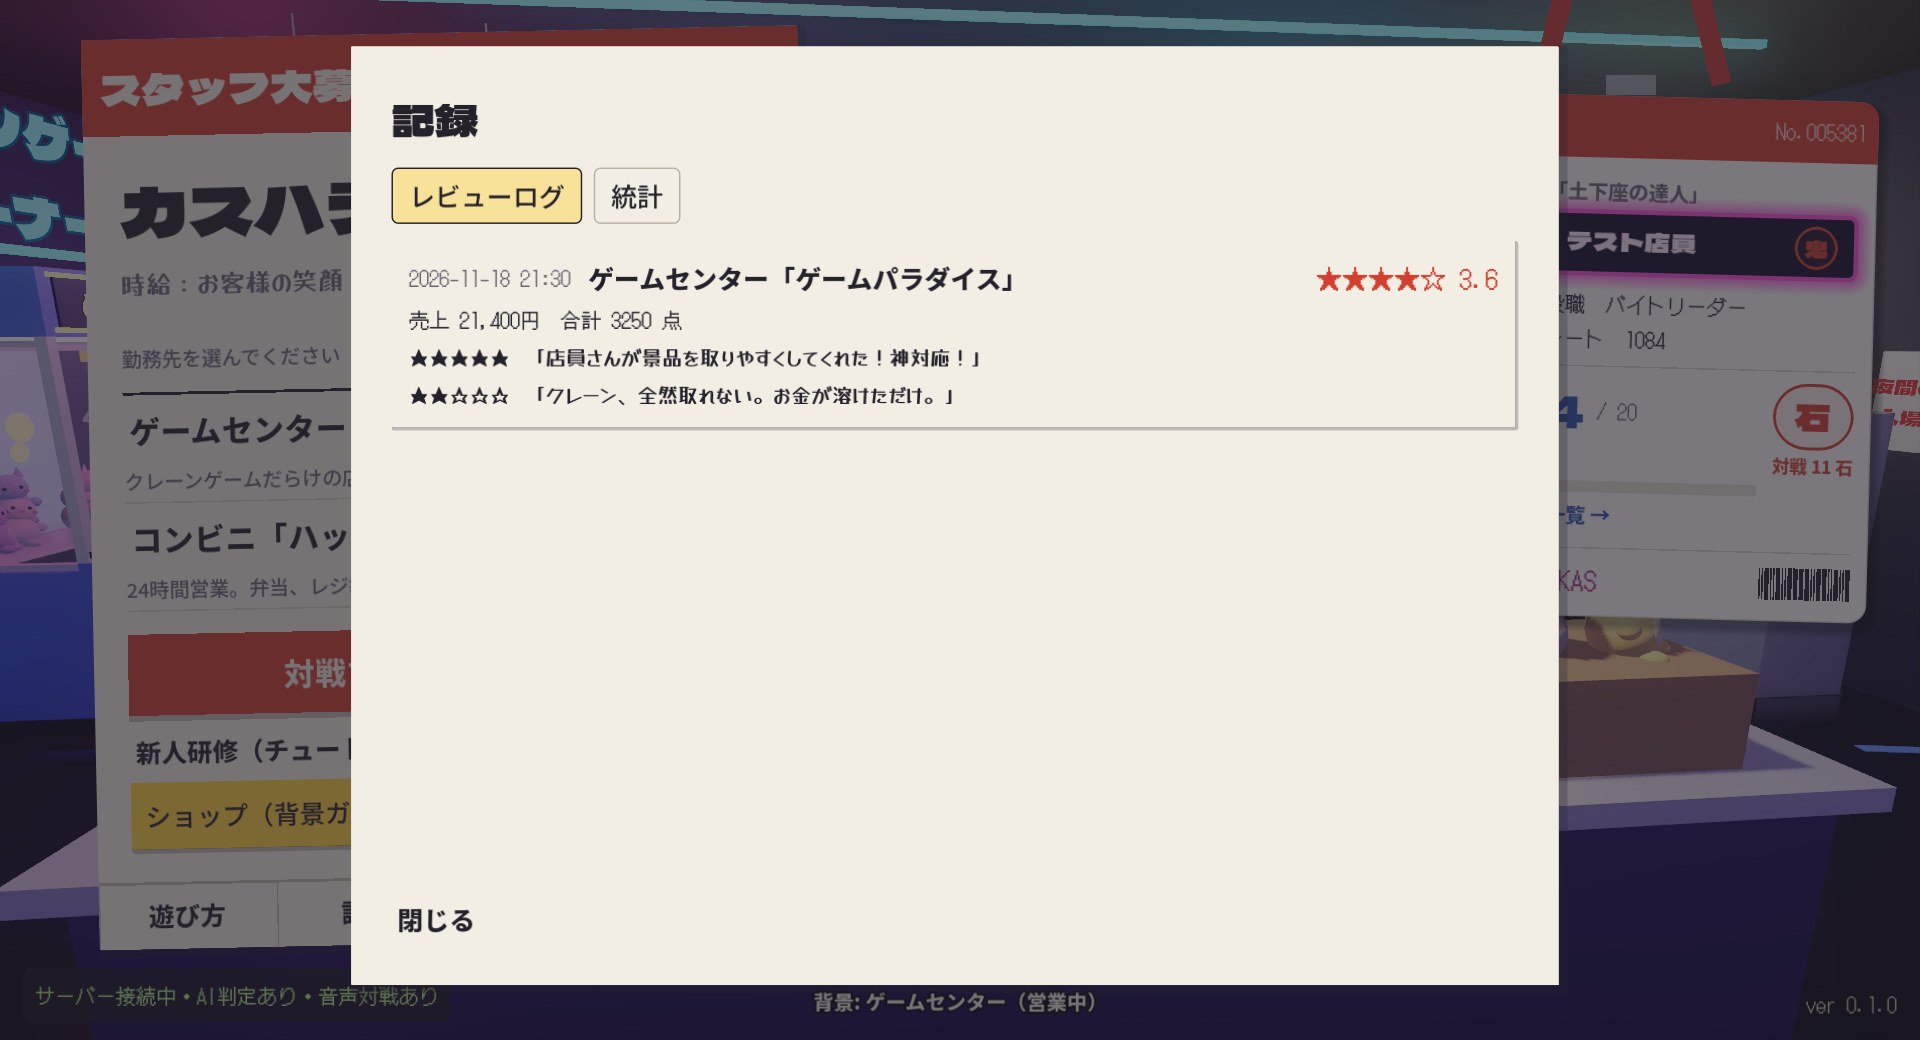 スタッフ大募
カスハラ
時給：お客様の笑顔
勤務先を選んでください
ゲームセンター
クレーンゲームだらけの店
コンビニ「ハッ
24時間営業。弁当、レジ
対戦
新人研修（チュート
ショップ（背景ガ
遊び方
記録
レビューログ
統計
2026-11-18 21:30 ゲームセンター「ゲームパラダイス」 ★★★★☆ 3.6
売上 21,400円 合計 3250 点
★★★★★ 「店員さんが景品を取りやすくしてくれた！神対応！」
★★☆☆☆ 「クレーン、全然取れない。お金が溶けただけ。」
閉じる
No. 005381
「土下座の達人」
テスト店員
職 バイトリーダー
ート 1084
4 / 20
石
対戦 11 石
一覧 →
KAS
夜間
サーバー接続中・AI判定あり・音声対戦あり
背景: ゲームセンター（営業中）
ver 0.1.0